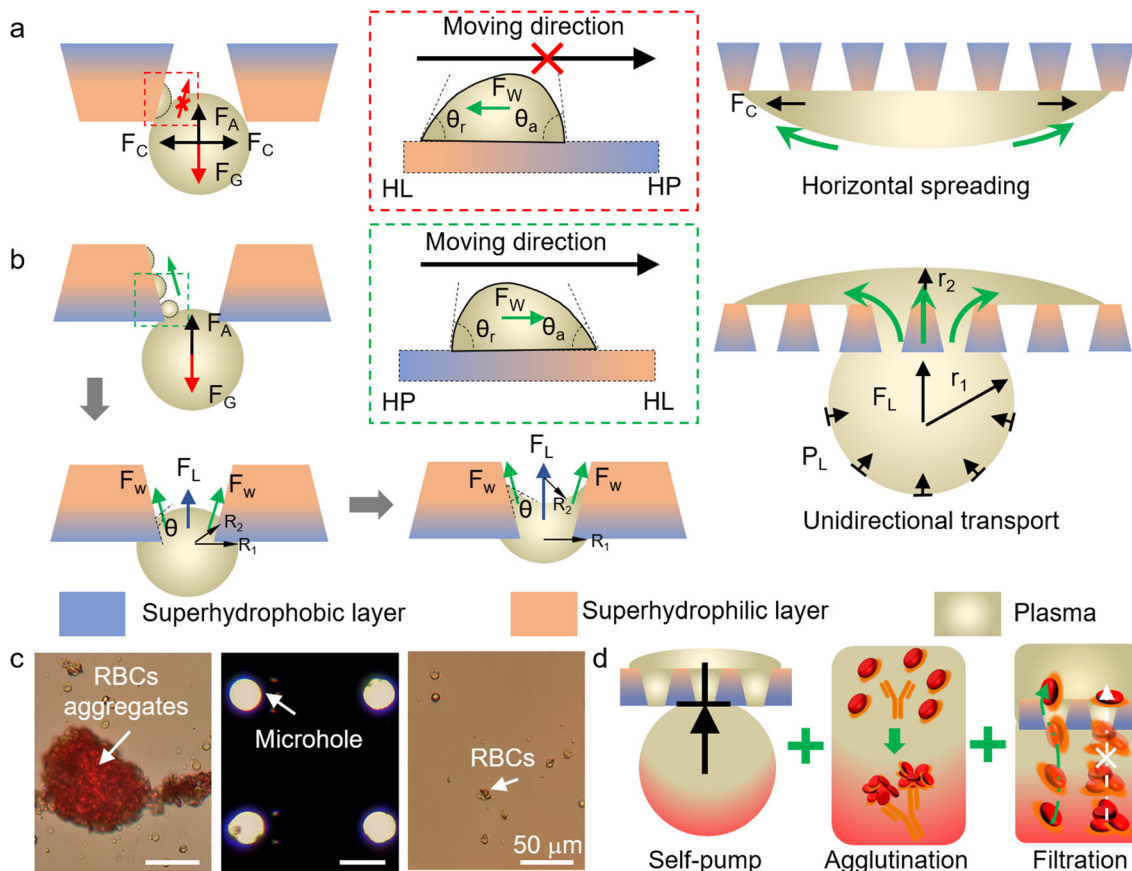 a
F_A
F_C
F_C
F_G
Moving direction
F_W
θ_r
θ_a
HL
HP
F_C
Horizontal spreading
b
F_A
F_G
Moving direction
F_W
θ_r
θ_a
HP
HL
r_2
r_1
F_L
P_L
Unidirectional transport
F_w
F_L
F_w
θ
R_2
R_1
F_w
F_L
F_w
θ
R_2
R_1
Superhydrophobic layer
Superhydrophilic layer
Plasma
c
RBCs
aggregates
Microhole
RBCs
50 μm
d
Self-pump
Agglutination
Filtration